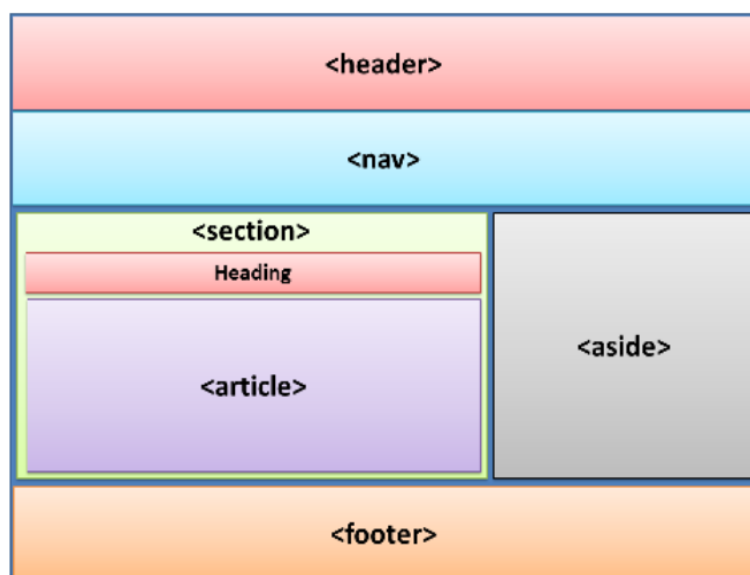 <header>
<nav>
<section>
Heading
<article>
<aside>
<footer>